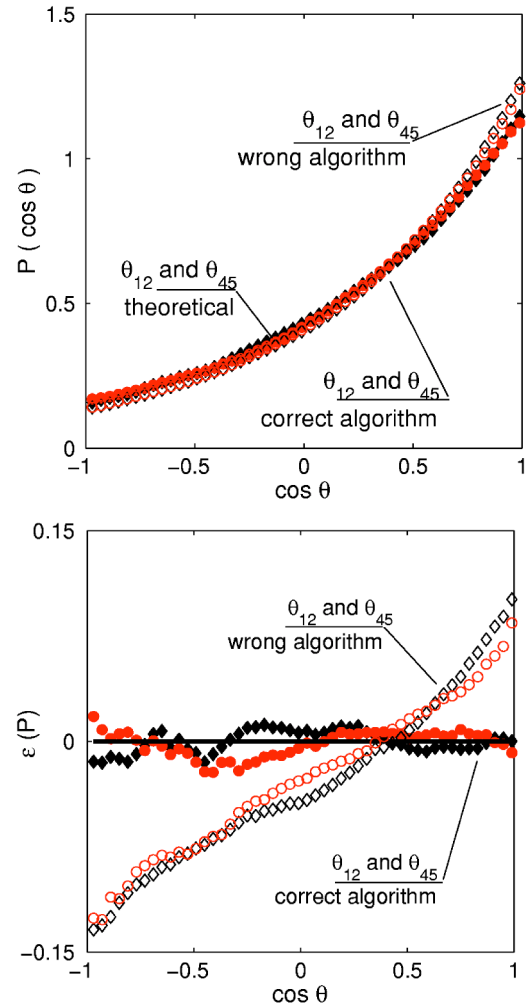 1.5
θ12 and θ45
wrong algorithm
1
P ( cos θ )
θ12 and θ45
theoretical
0.5
θ12 and θ45
correct algorithm
0
−1
−0.5
0
0.5
1
cos θ
0.15
θ12 and θ45
wrong algorithm
ε (P)
0
θ12 and θ45
correct algorithm
−0.15
−1
−0.5
0
0.5
1
cos θ